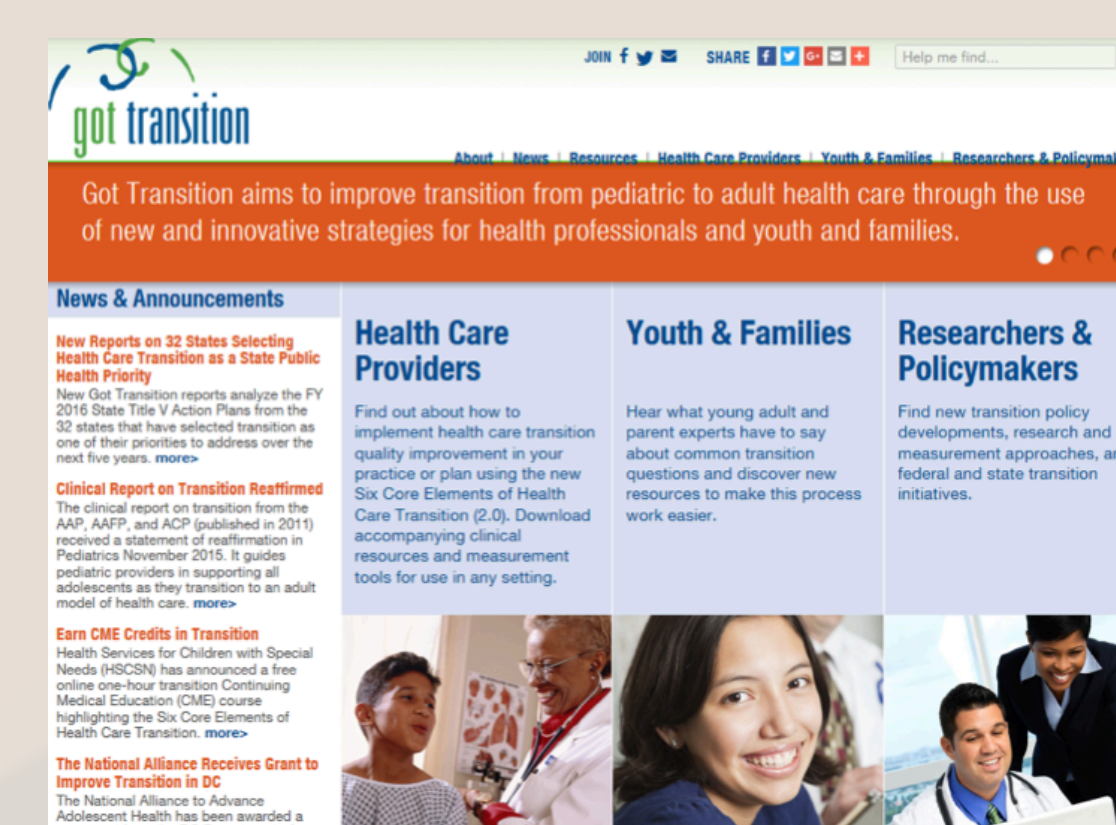 JOIN
SHARE
Help me find...
got transition
About | News | Resources | Health Care Providers | Youth & Families | Researchers &
Got Transition aims to improve transition from pediatric to adult health care through the use
of new and innovative strategies for health professionals and youth and families.
News & Announcements
New Reports on 32 States Selecting
Health Care Transition as a State Public
Health Priority
New Got Transition reports analyze the FY
2016 State Title V Action Plans from the
32 states that have selected transition as
one of their priorities to address over the
next five years. more>
Clinical Report on Transition Reaffirmed
The clinical report on transition from the
AAP, AAFP, and ACP (published in 2011)
received a statement of reaffirmation in
Pediatrics November 2015. It guides
pediatric providers in supporting all
adolescents as they transition to an adult
model of health care. more>
Earn CME Credits in Transition
Health Services for Children with Special
Needs (HSCSN) has announced a free
online one-hour transition Continuing
Medical Education (CME) course
highlighting the Six Core Elements of
Health Care Transition. more>
The National Alliance Receives Grant to
Improve Transition in DC
The National Alliance to Advance
Adolescent Health has been awarded a
Health Care
Providers
Find out about how to
implement health care transition
quality improvement in your
practice or plan using the new
Six Core Elements of Health
Care Transition (2.0). Download
accompanying clinical
resources and measurement
tools for use in any setting.
Youth & Families
Hear what young adult and
parent experts have to say
about common transition
questions and discover new
resources to make this process
work easier.
Researchers &
Policymakers
Find new transition policy
developments, research and
measurement approaches,
federal and state transition
initiatives.